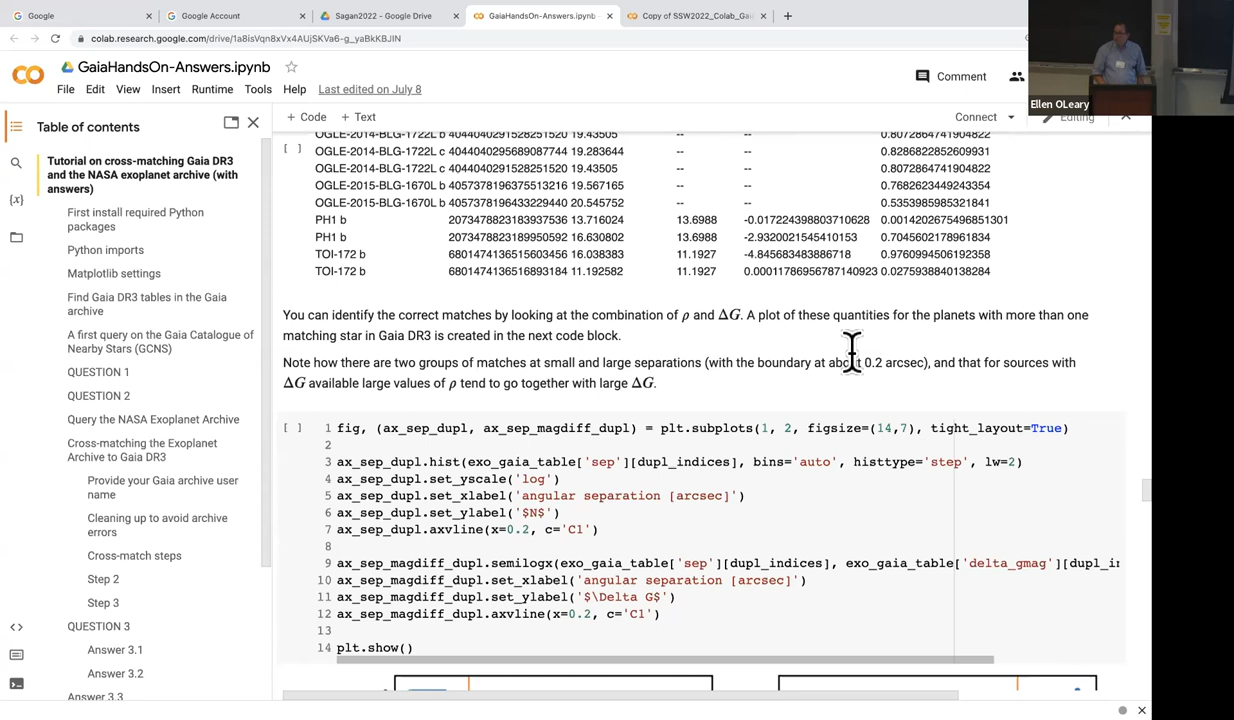 Google
Google Account
Sagan2022 - Google Drive
GaiaHandsOn-Answers.ipynb
Copy of SSW2022_Colab_Gai
colab.research.google.com/drive/1a8isVqn8xVx4AUjSKVa6-g_yaBkKBJIN
GaiaHandsOn-Answers.ipynb
File Edit View Insert Runtime Tools Help Last edited on July 8
Comment
Ellen OLeary
+ Code + Text
Connect
Editing
Table of contents
Tutorial on cross-matching Gaia DR3
and the NASA exoplanet archive (with
answers)
First install required Python
packages
Python imports
Matplotlib settings
Find Gaia DR3 tables in the Gaia
archive
A first query on the Gaia Catalogue of
Nearby Stars (GCNS)
QUESTION 1
QUESTION 2
Query the NASA Exoplanet Archive
Cross-matching the Exoplanet
Archive to Gaia DR3
Provide your Gaia archive user
name
Cleaning up to avoid archive
errors
Cross-match steps
Step 2
Step 3
QUESTION 3
Answer 3.1
Answer 3.2
Answer 3.3
OGLE-2014-BLG-1722L c 4044040291528251520 19.43505 -- -- 0.8072864741904822
OGLE-2014-BLG-1722L c 4044040295689087744 19.283644 -- -- 0.8286822852609931
OGLE-2014-BLG-1722L c 4044040291528251520 19.43505 -- -- 0.8072864741904822
OGLE-2015-BLG-1670L b 4057378196375513216 19.567165 -- -- 0.7682623449243354
OGLE-2015-BLG-1670L b 4057378196433229440 20.545752 -- -- 0.5353985985321841
PH1 b 2073478823183937536 13.716024 13.6988 -0.017224398803710628 0.0014202675496851301
PH1 b 2073478823189950592 16.630802 13.6988 -2.9320021545410153 0.7045602178961834
TOI-172 b 6801474136515603456 16.038383 11.1927 -4.845683483886718 0.9760994506192358
TOI-172 b 6801474136516893184 11.192582 11.1927 0.00011786956787140923 0.0275938840138284
You can identify the correct matches by looking at the combination of ρ and ΔG. A plot of these quantities for the planets with more than one
matching star in Gaia DR3 is created in the next code block.
Note how there are two groups of matches at small and large separations (with the boundary at about 0.2 arcsec), and that for sources with
ΔG available large values of ρ tend to go together with large ΔG.
1 fig, (ax_sep_dupl, ax_sep_magdiff_dupl) = plt.subplots(1, 2, figsize=(14,7), tight_layout=True)
2
3 ax_sep_dupl.hist(exo_gaia_table['sep'][dupl_indices], bins='auto', histtype='step', lw=2)
4 ax_sep_dupl.set_yscale('log')
5 ax_sep_dupl.set_xlabel('angular separation [arcsec]')
6 ax_sep_dupl.set_ylabel('$N$')
7 ax_sep_dupl.axvline(x=0.2, c='C1')
8
9 ax_sep_magdiff_dupl.semilogx(exo_gaia_table['sep'][dupl_indices], exo_gaia_table['delta_gmag'][dupl_in
10 ax_sep_magdiff_dupl.set_xlabel('angular separation [arcsec]')
11 ax_sep_magdiff_dupl.set_ylabel('$\Delta G$')
12 ax_sep_magdiff_dupl.axvline(x=0.2, c='C1')
13
14 plt.show()